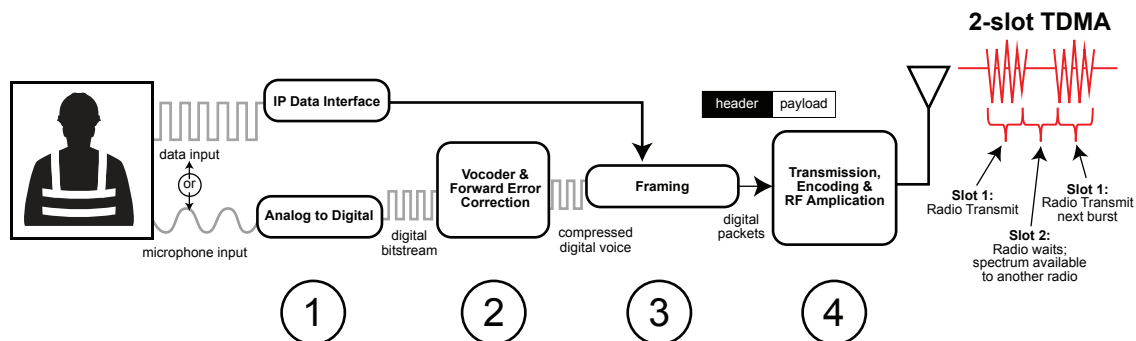 2-slot TDMA
IP Data Interface
header payload
data input
or
Vocoder &
Forward Error
Correction
Framing
Transmission,
Encoding &
RF Amplication
Analog to Digital
microphone input
digital
bitstream
compressed
digital voice
digital
packets
Slot 1:
Radio Transmit
Slot 2:
Radio waits;
spectrum available
to another radio
Slot 1:
Radio Transmit
next burst
1
2
3
4